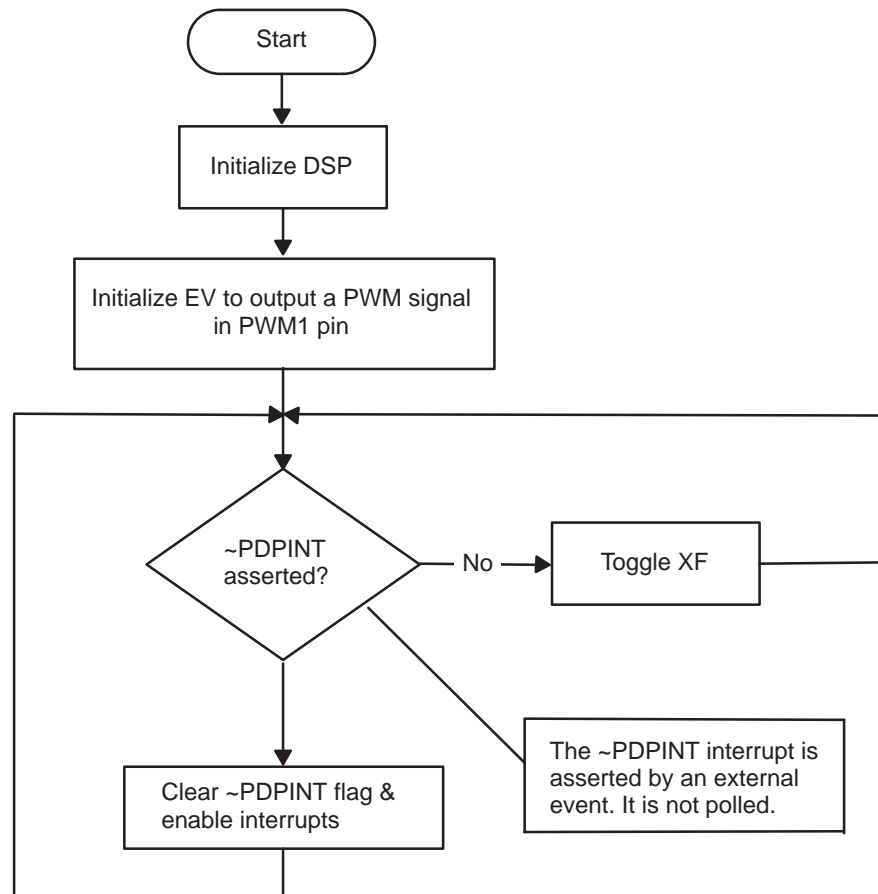 Start
Initialize DSP
Initialize EV to output a PWM signal
in PWM1 pin
~PDPINT
asserted?
No
Toggle XF
The ~PDPINT interrupt is
asserted by an external
event. It is not polled.
Clear ~PDPINT flag &
enable interrupts